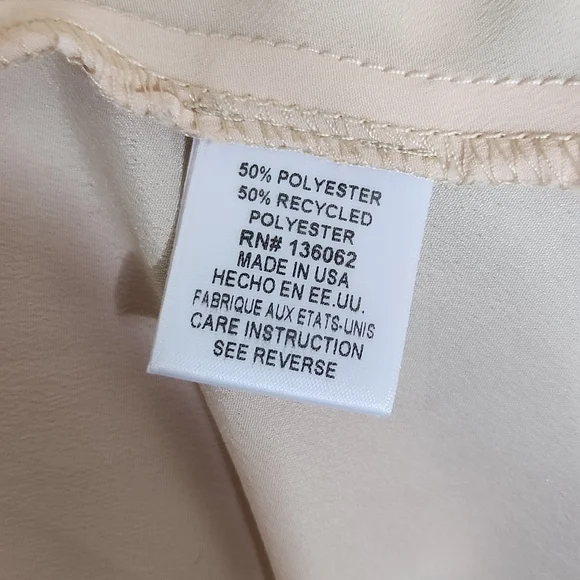 50% POLYESTER
50% RECYCLED
POLYESTER
RN# 136062
MADE IN USA
HECHO EN EE.UU.
FABRIQUE AUX ETATS-UNIS
CARE INSTRUCTION
SEE REVERSE